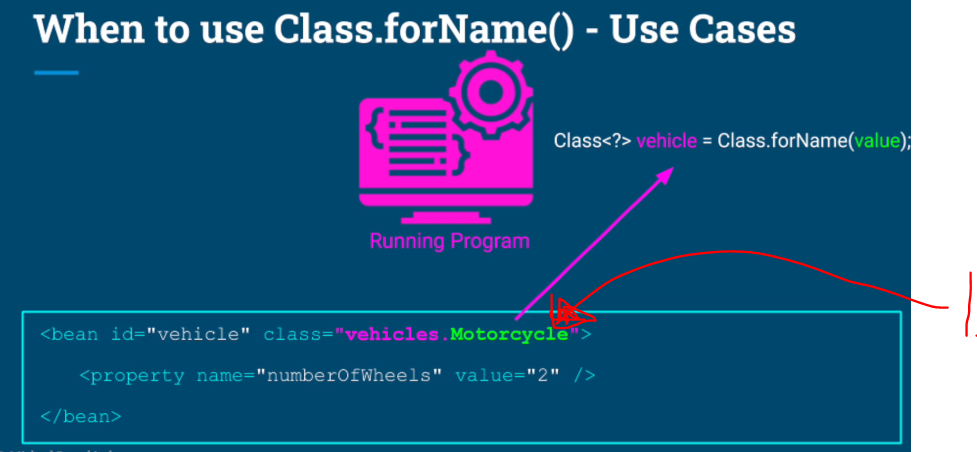 When to use Class.forName() - Use Cases
Class<?> vehicle = Class.forName(value);
Running Program
<bean id="vehicle" class="vehicles.Motorcycle">
<property name="numberOfWheels" value="2" />
</bean>